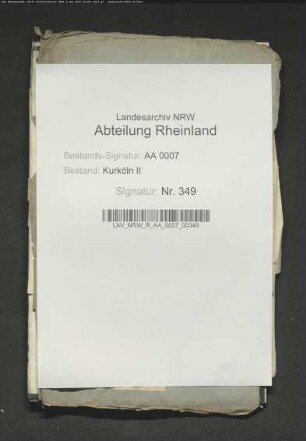 Landesarchiv NRW
Abteilung Rheinland
Bestands-Signatur: AA 0007
Bestand: Kurköln II
Signatur: Nr. 349
LAV_NRW_R_AA_0007_00349